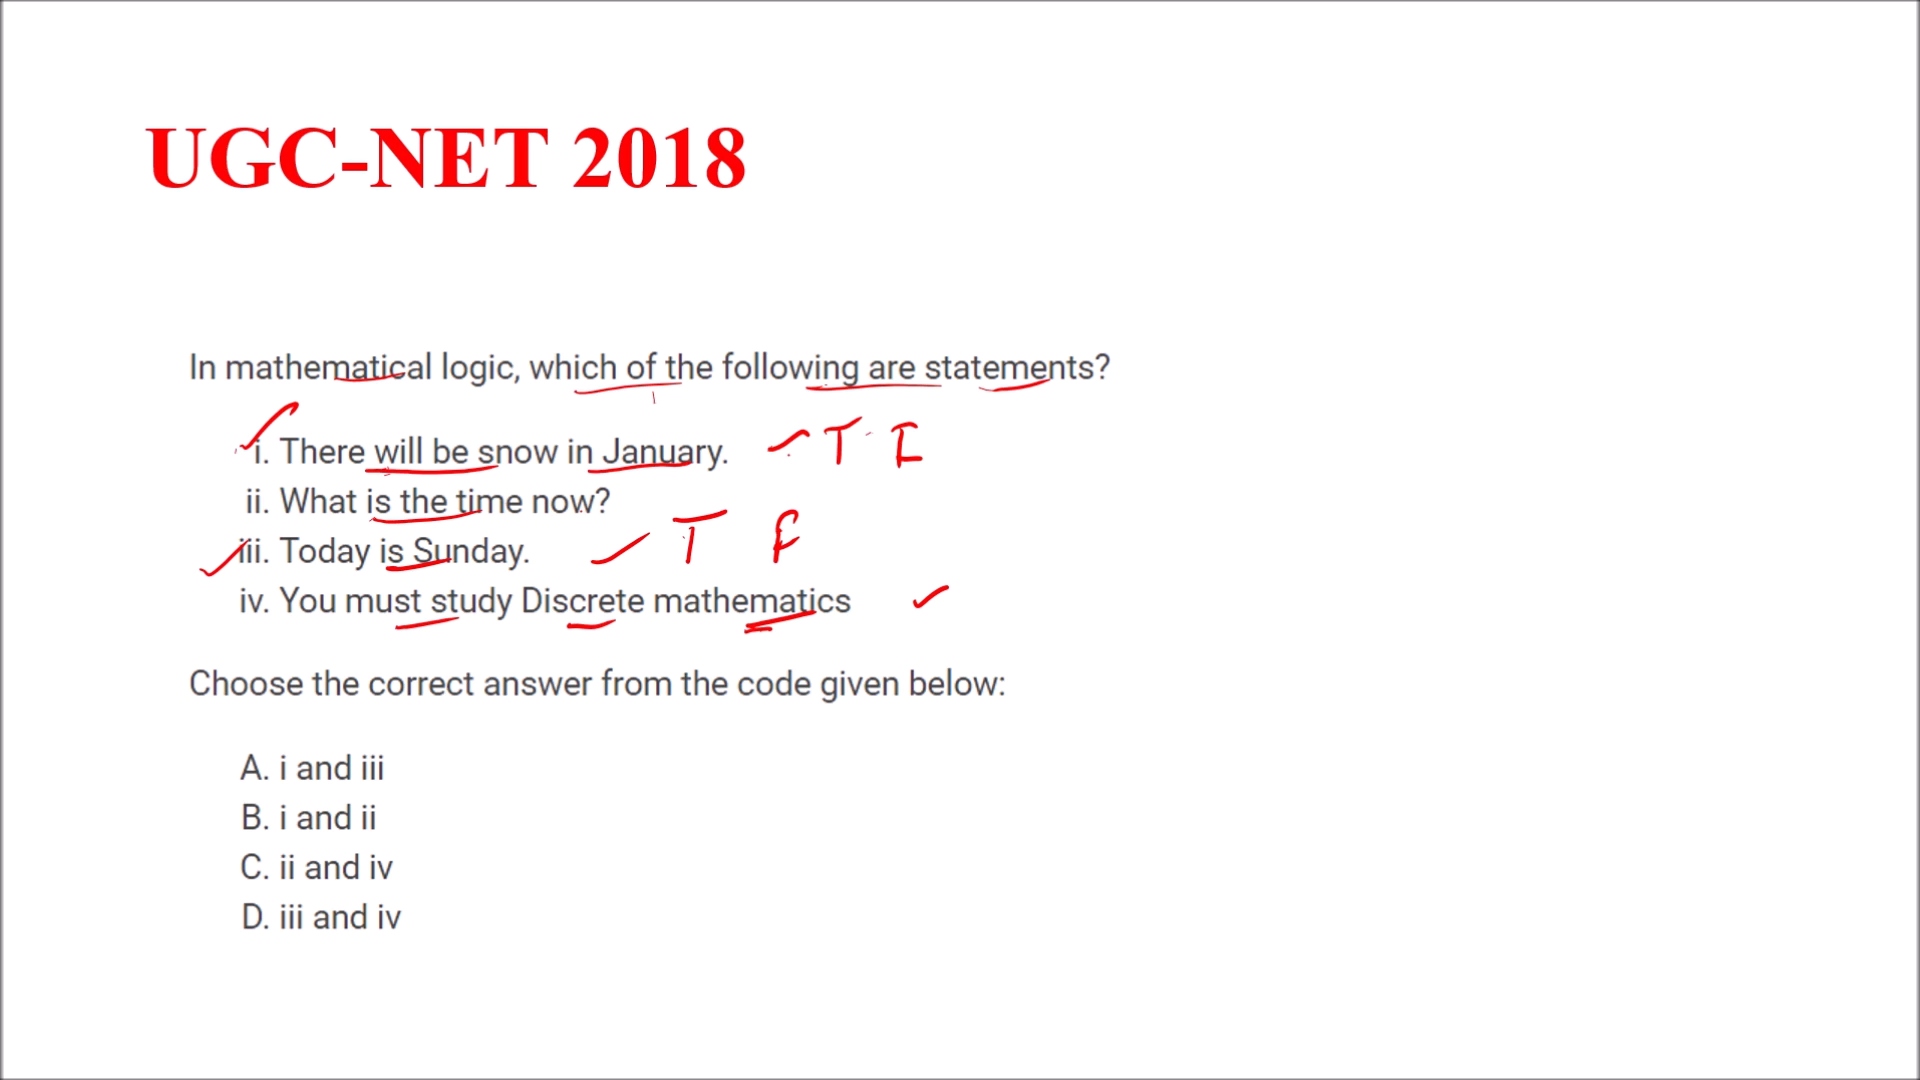 UGC-NET 2018
In mathematical logic, which of the following are statements?
i. There will be snow in January. T F
ii. What is the time now?
iii. Today is Sunday. T F
iv. You must study Discrete mathematics
Choose the correct answer from the code given below:
A. i and iii
B. i and ii
C. ii and iv
D. iii and iv